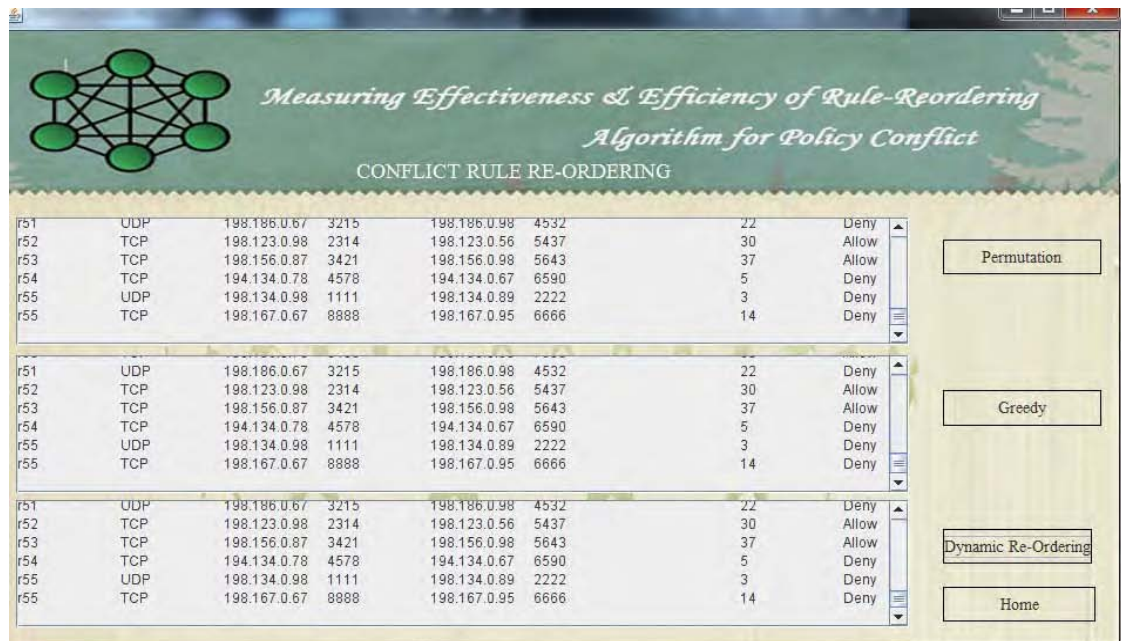 Measuring Effectiveness & Efficiency of Rule-Reordering
Algorithm for Policy Conflict
CONFLICT RULE RE-ORDERING
r51 UDP 198.186.0.67 3215 198.186.0.98 4532 22 Deny
r52 TCP 198.123.0.98 2314 198.123.0.56 5437 30 Allow
r53 TCP 198.156.0.87 3421 198.156.0.98 5643 37 Allow
r54 TCP 194.134.0.78 4578 194.134.0.67 6590 5 Deny
r55 UDP 198.134.0.98 1111 198.134.0.89 2222 3 Deny
r55 TCP 198.167.0.67 8888 198.167.0.95 6666 14 Deny
Permutation
r51 UDP 198.186.0.67 3215 198.186.0.98 4532 22 Deny
r52 TCP 198.123.0.98 2314 198.123.0.56 5437 30 Allow
r53 TCP 198.156.0.87 3421 198.156.0.98 5643 37 Allow
r54 TCP 194.134.0.78 4578 194.134.0.67 6590 5 Deny
r55 UDP 198.134.0.98 1111 198.134.0.89 2222 3 Deny
r55 TCP 198.167.0.67 8888 198.167.0.95 6666 14 Deny
Greedy
r51 UDP 198.186.0.67 3215 198.186.0.98 4532 22 Deny
r52 TCP 198.123.0.98 2314 198.123.0.56 5437 30 Allow
r53 TCP 198.156.0.87 3421 198.156.0.98 5643 37 Allow
r54 TCP 194.134.0.78 4578 194.134.0.67 6590 5 Deny
r55 UDP 198.134.0.98 1111 198.134.0.89 2222 3 Deny
r55 TCP 198.167.0.67 8888 198.167.0.95 6666 14 Deny
Dynamic Re-Ordering
Home